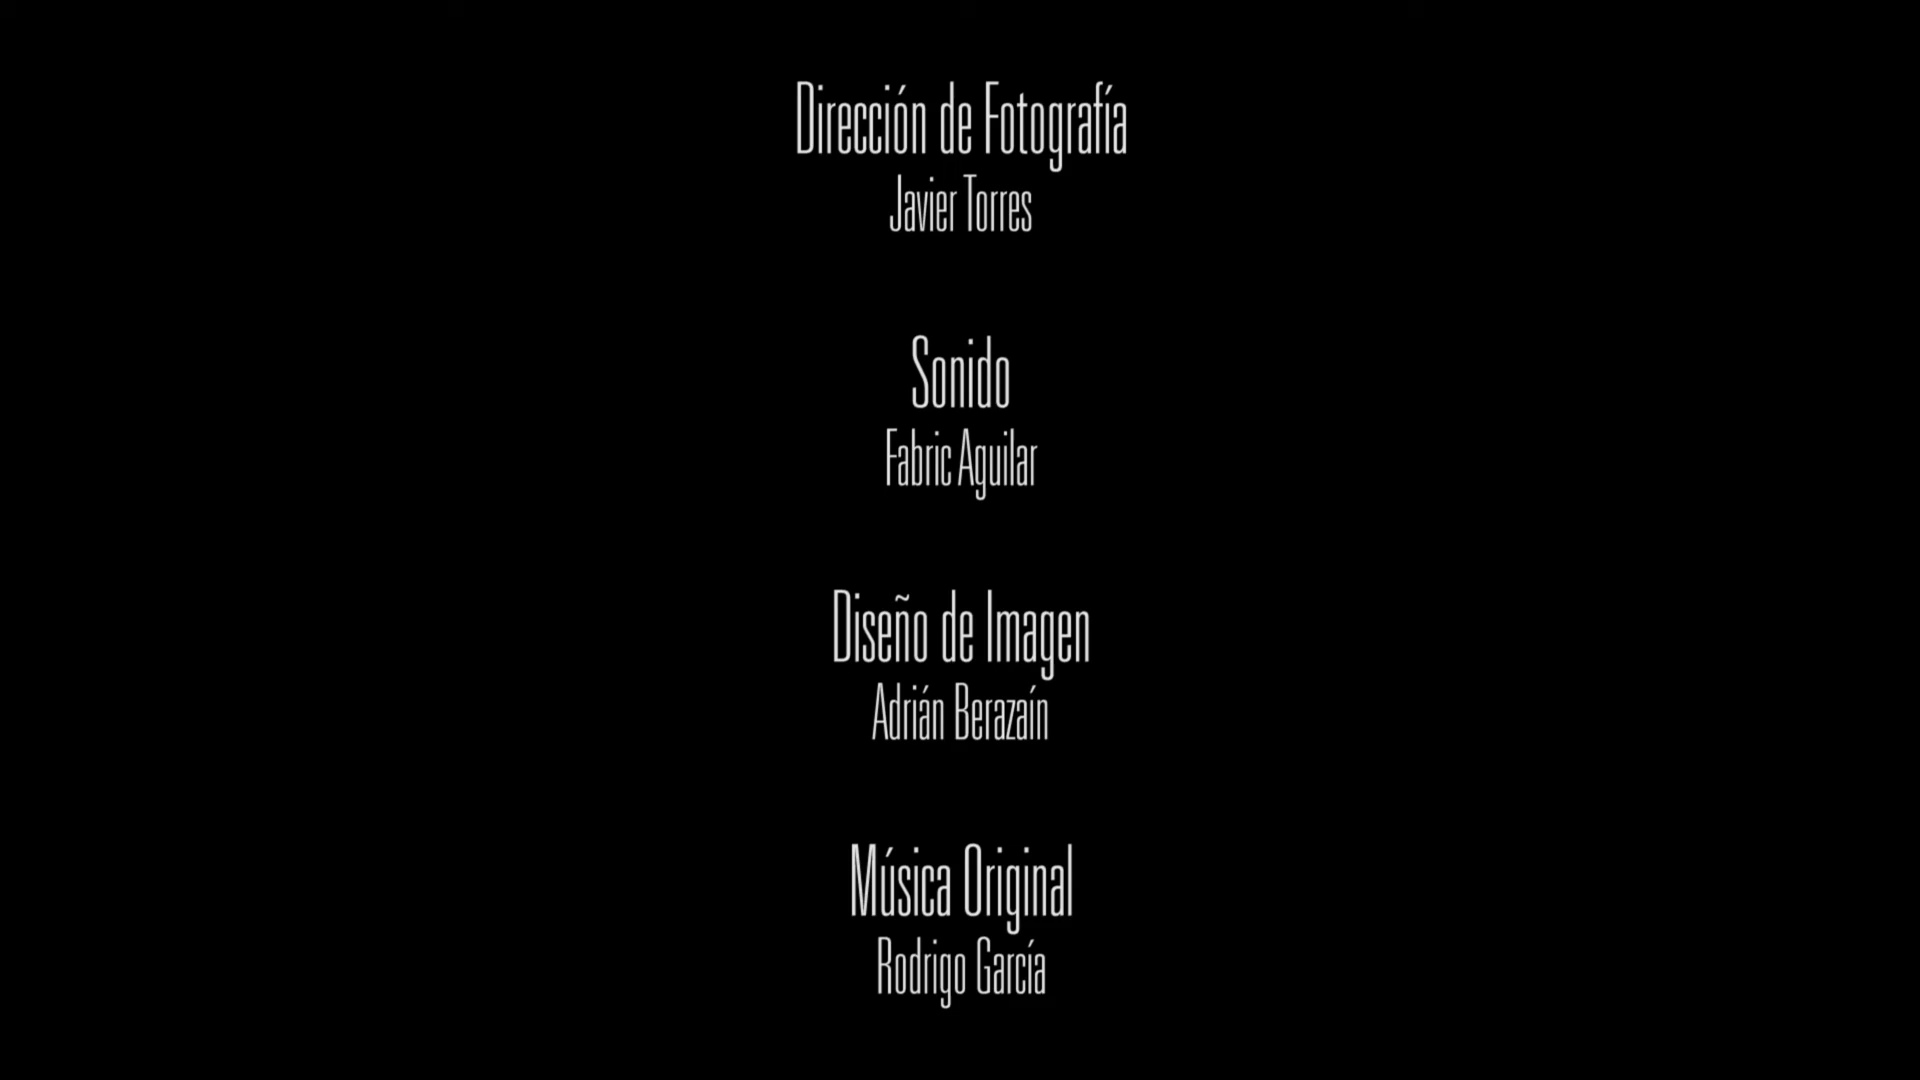 Dirección de Fotografía
Javier Torres
Sonido
Fabric Aguilar
Diseño de Imagen
Adrián Berazaín
Música Original
Rodrigo García